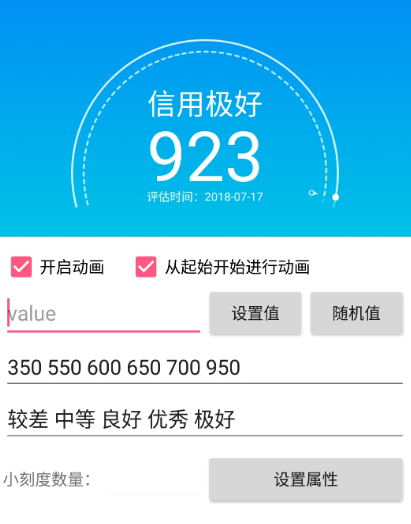 信用极好
923
评估时间：2018-07-17
开启动画 从起始开始进行动画
value 设置值 随机值
350 550 600 650 700 950
较差 中等 良好 优秀 极好
小刻度数量： 设置属性